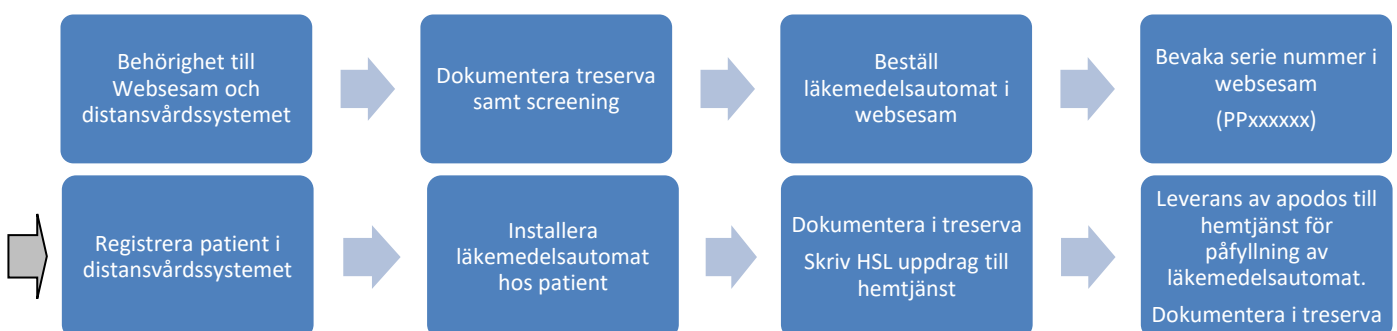 Behörighet till
Websesam och
distansvårdssystemet
Dokumentera treserva
samt screening
Beställ
läkemedelsautomat i
websesam
Bevaka serie nummer i
websesam
(PPxxxxxx)
Registrera patient i
distansvårdssystemet
Installera
läkemedelsautomat
hos patient
Dokumentera i treserva
Skriv HSL uppdrag till
hemtjänst
Leverans av apodos till
hemtjänst för
påfyllning av
läkemedelsautomat.
Dokumentera i treserva